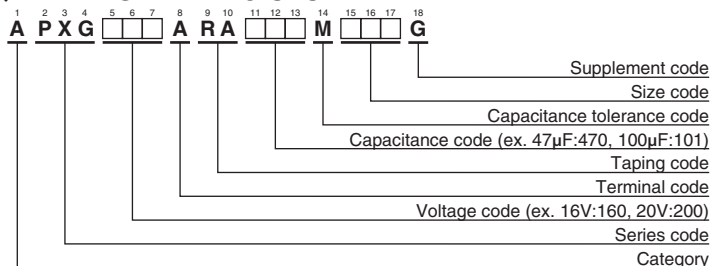 1 2 3 4 5 6 7 8 9 10 11 12 13 14 15 16 17 18
A PXG □□□ A RA □□□ M □□□ G
Supplement code
Size code
Capacitance tolerance code
Capacitance code (ex. 47µF:470, 100µF:101)
Taping code
Terminal code
Voltage code (ex. 16V:160, 20V:200)
Series code
Category